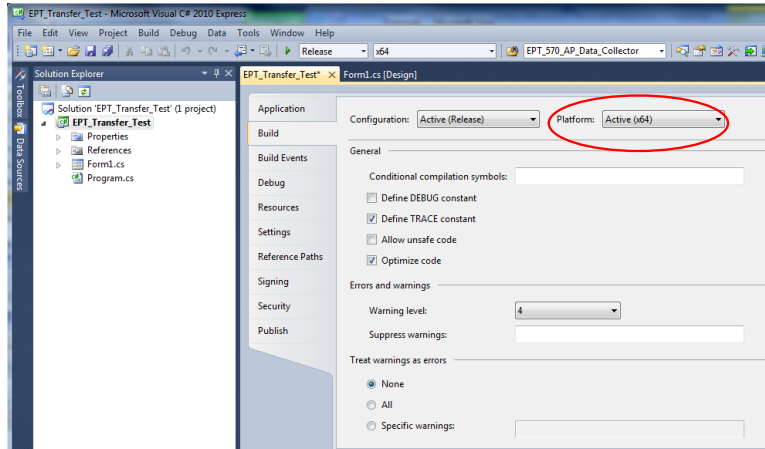 EPT_Transfer_Test - Microsoft Visual C# 2010 Express
File Edit View Project Build Debug Data Tools Window Help
Release x64 EPT_570_AP_Data_Collector
Toolbox
Data Sources
Solution Explorer
Solution 'EPT_Transfer_Test' (1 project)
EPT_Transfer_Test
Properties
References
Form1.cs
Program.cs
EPT_Transfer_Test* Form1.cs [Design]
Application
Build
Build Events
Debug
Resources
Settings
Reference Paths
Signing
Security
Publish
Configuration: Active (Release) Platform: Active (x64)
General
Conditional compilation symbols:
Define DEBUG constant
Define TRACE constant
Allow unsafe code
Optimize code
Errors and warnings
Warning level: 4
Suppress warnings:
Treat warnings as errors
None
All
Specific warnings: